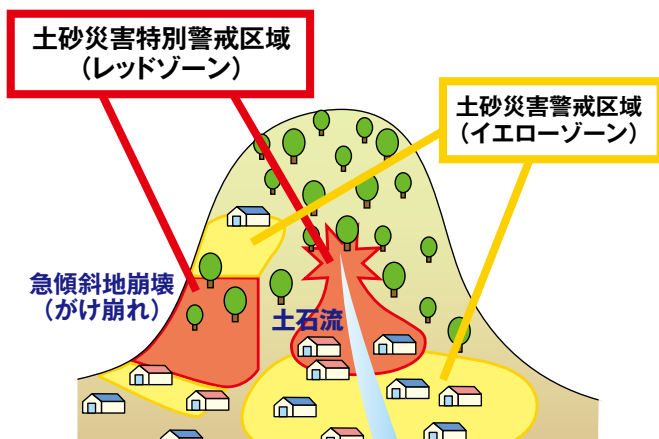 土砂災害特別警戒区域
（レッドゾーン）
土砂災害警戒区域
（イエローゾーン）
急傾斜地崩壊
（がけ崩れ）
土石流